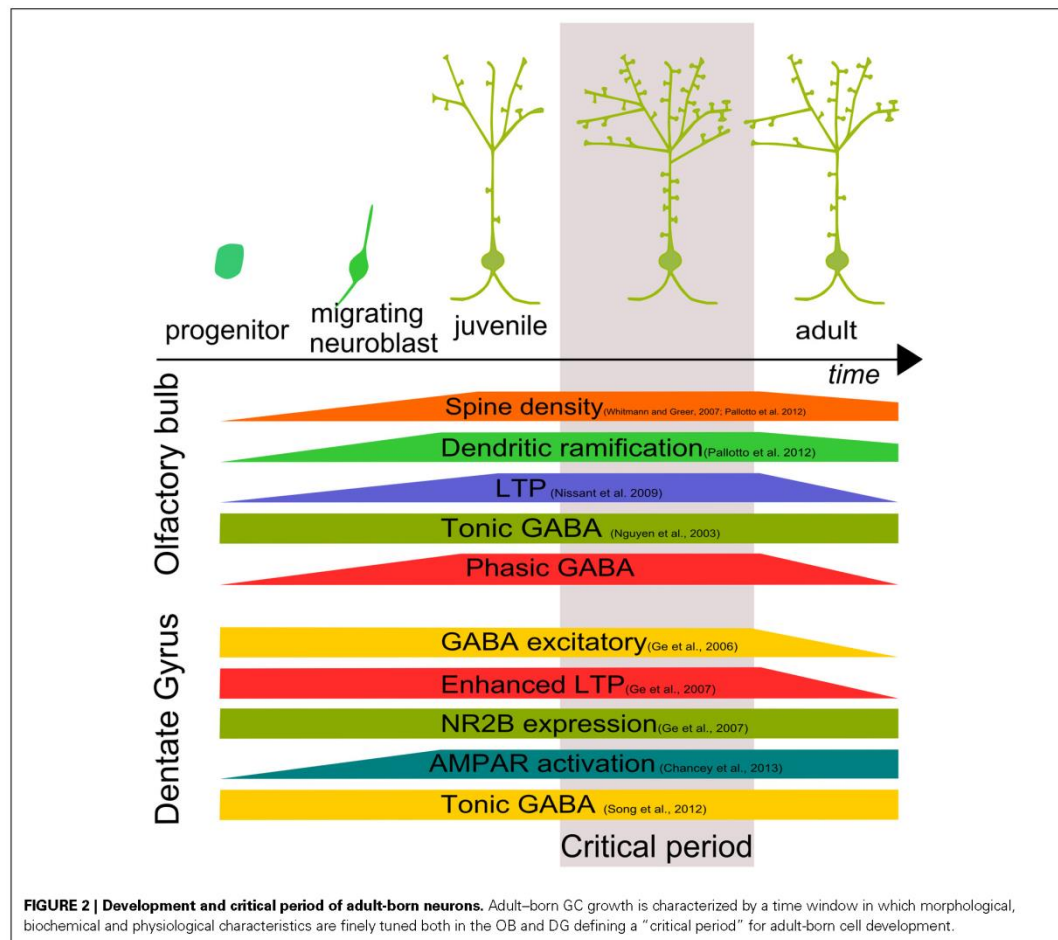 progenitor
migrating
neuroblast
juvenile
adult
time
Olfactory bulb
Spine density(Whitmann and Greer, 2007; Pallotto et al. 2012)
Dendritic ramification(Pallotto et al. 2012)
LTP (Nissant et al. 2009)
Tonic GABA (Nguyen et al., 2003)
Phasic GABA
Dentate Gyrus
GABA excitatory(Ge et al., 2006)
Enhanced LTP(Ge et al., 2007)
NR2B expression(Ge et al., 2007)
AMPAR activation (Chancey et al., 2013)
Tonic GABA (Song et al., 2012)
Critical period
FIGURE 2 | Development and critical period of adult-born neurons. Adult–born GC growth is characterized by a time window in which morphological,
biochemical and physiological characteristics are finely tuned both in the OB and DG defining a “critical period” for adult-born cell development.